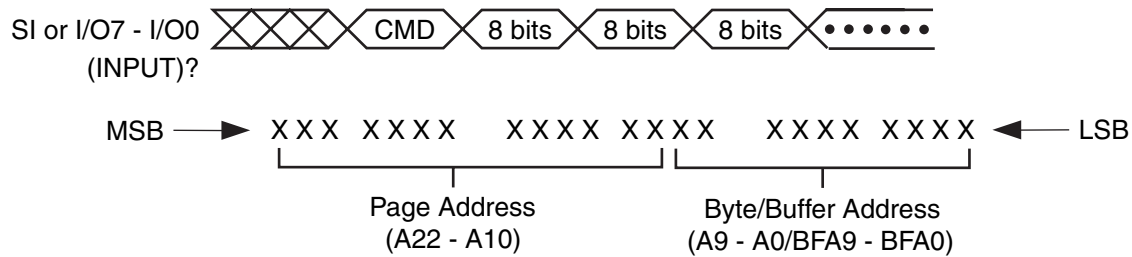 SI or I/O7 - I/O0 CMD 8 bits 8 bits 8 bits
(INPUT)?
MSB XXX XXXX XXXX XXXX XXXX XXXX LSB
Page Address
(A22 - A10)
Byte/Buffer Address
(A9 - A0/BFA9 - BFA0)